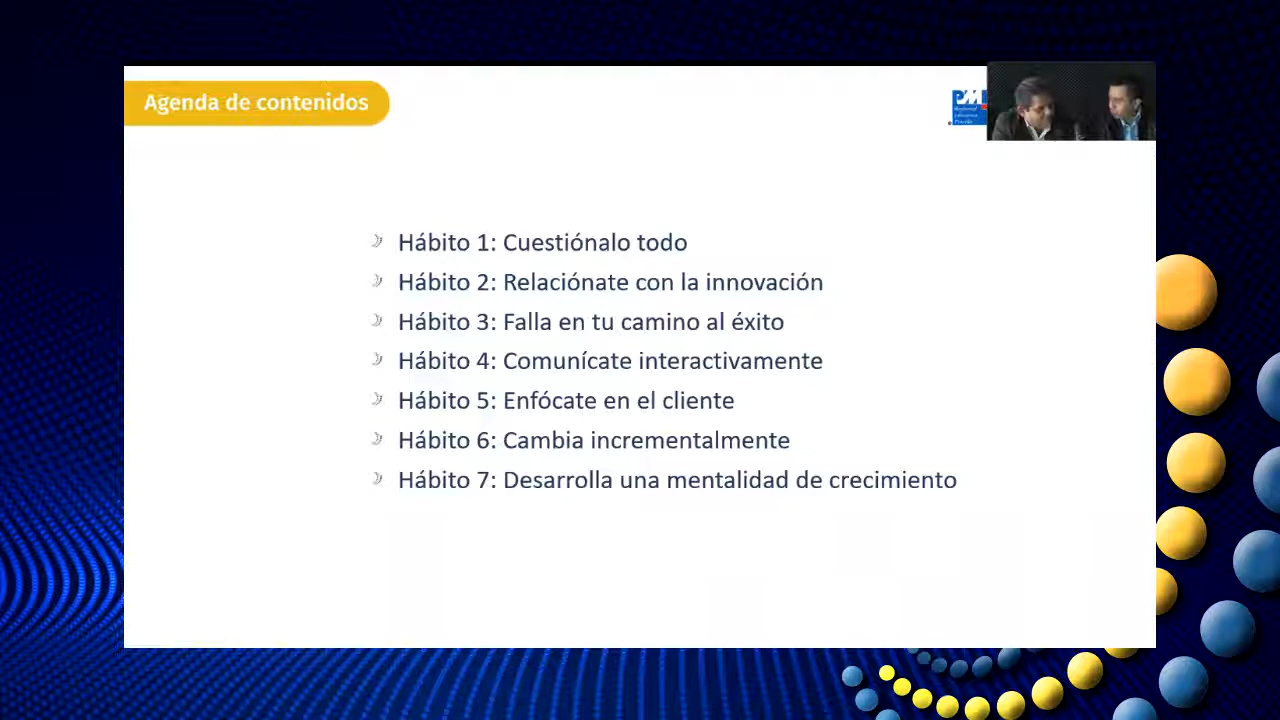 Agenda de contenidos
PM
Hábito 1: Cuestiónalo todo
Hábito 2: Relaciónate con la innovación
Hábito 3: Falla en tu camino al éxito
Hábito 4: Comunícate interactivamente
Hábito 5: Enfócate en el cliente
Hábito 6: Cambia incrementalmente
Hábito 7: Desarrolla una mentalidad de crecimiento